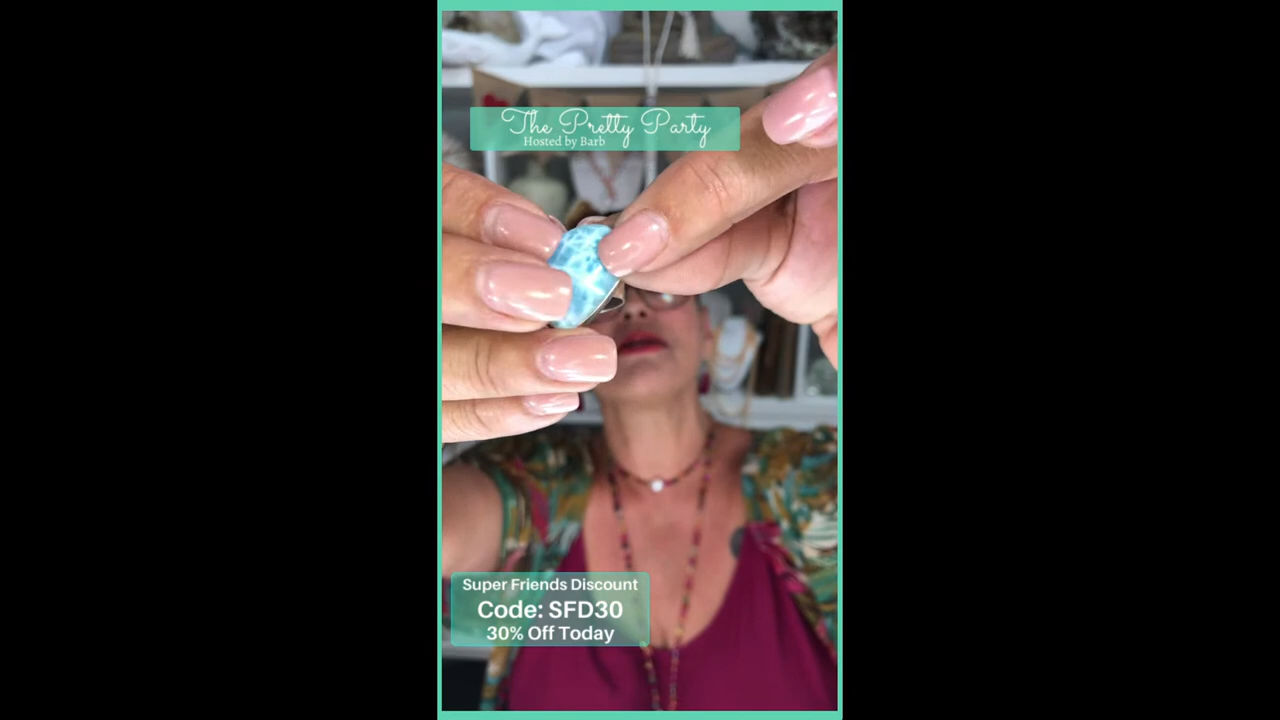 The Pretty Party
Hosted by Barb
Super Friends Discount
Code: SFD30
30% Off Today